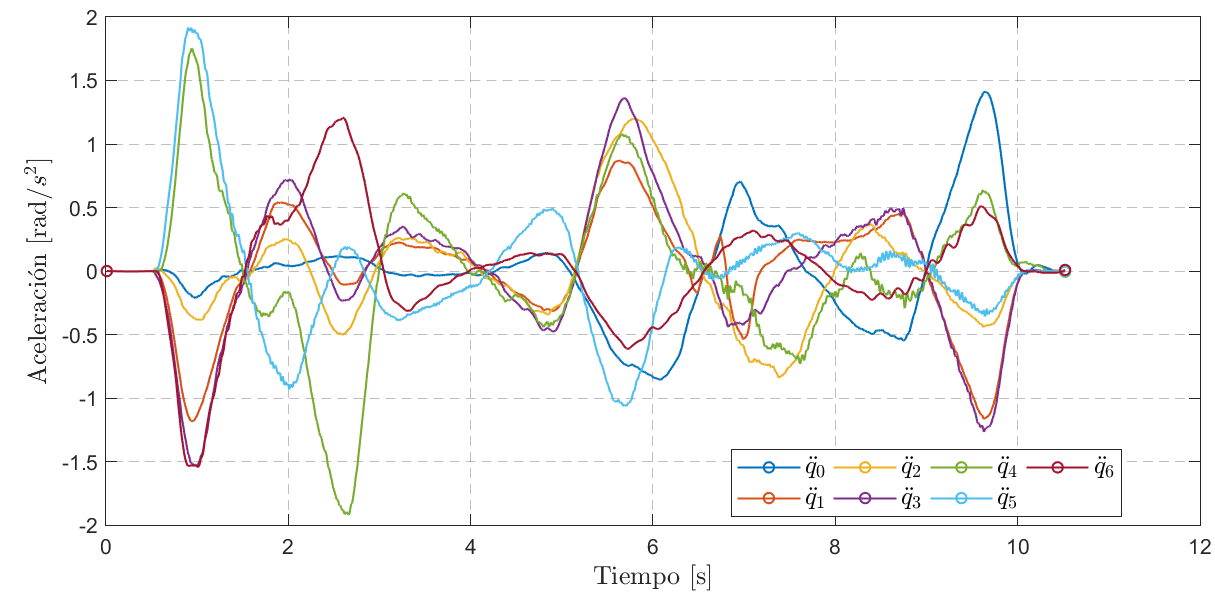 2
1.5
1
0.5
0
-0.5
-1
-1.5
-2
Aceleración [rad/s²]
0 2 4 6 8 10 12
Tiempo [s]
q̈₀ q̈₂ q̈₄ q̈₆
q̈₁ q̈₃ q̈₅